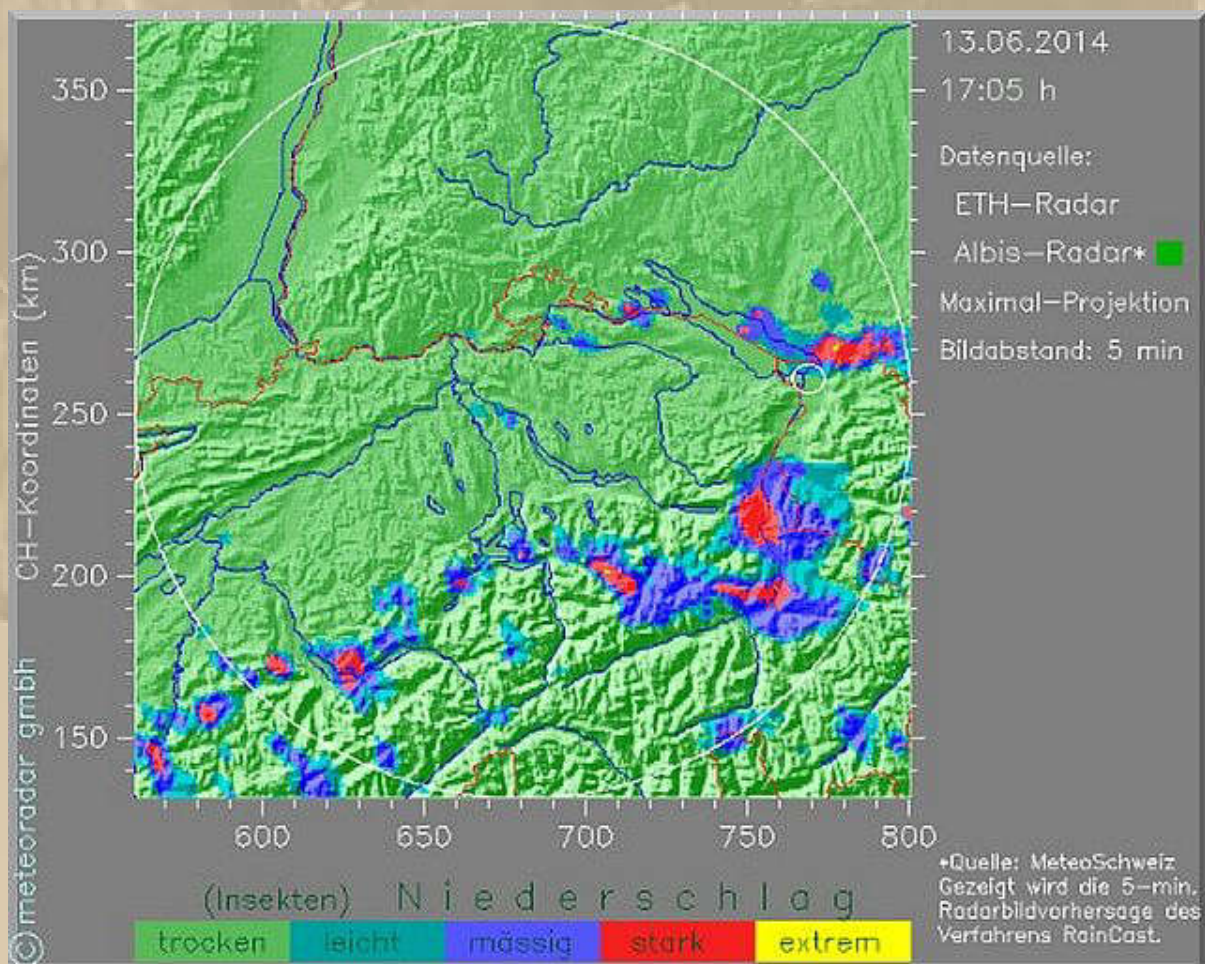 13.06.2014
17:05 h
Datenquelle:
ETH-Radar
Albis-Radar*
Maximal-Projektion
Bildabstand: 5 min
CH-Koordinaten (km)
©meteoradar gmbh
350
300
250
200
150
600 650 700 750 800
(Insekten) Niederschlag
trocken leicht mässig stark extrem
*Quelle: MeteoSchweiz
Gezeigt wird die 5-min.
Radarbildvorhersage des
Verfahrens RainCast.